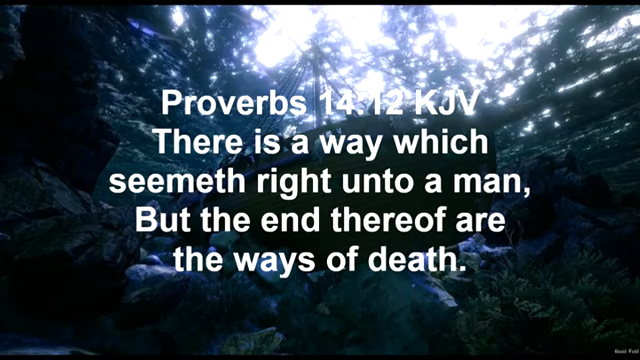 Proverbs 14:12 KJV
There is a way which
seemeth right unto a man,
But the end thereof are
the ways of death.